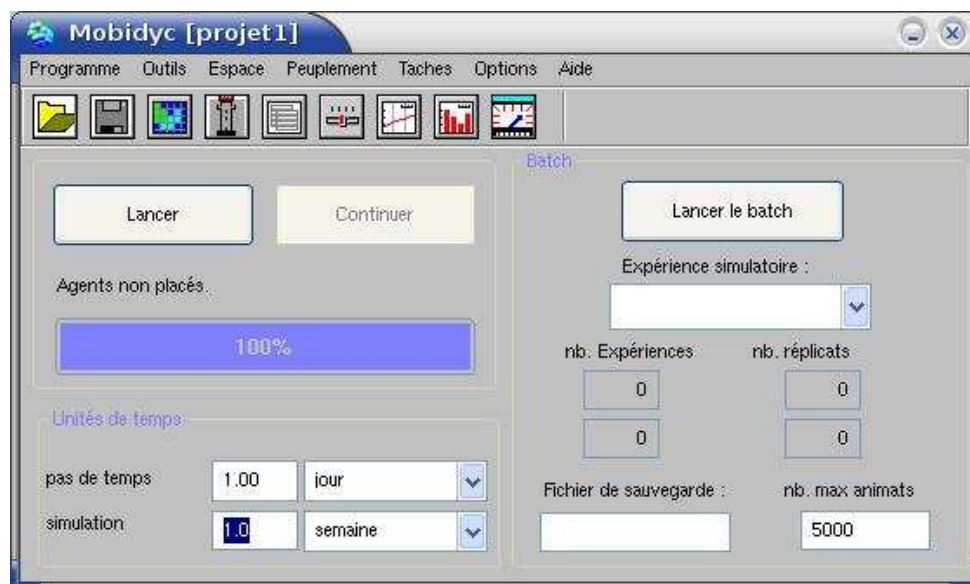 Mobidyc [projet1]
Programme Outils Espace Peuplement Taches Options Aide
Lancer
Continuer
Agents non placés.
100%
Unités de temps
pas de temps 1.00 jour
simulation 1.0 semaine
Batch
Lancer le batch
Expérience simulatoire :
nb. Expériences nb. réplicats
0 0
0 0
Fichier de sauvegarde : nb. max animats
5000